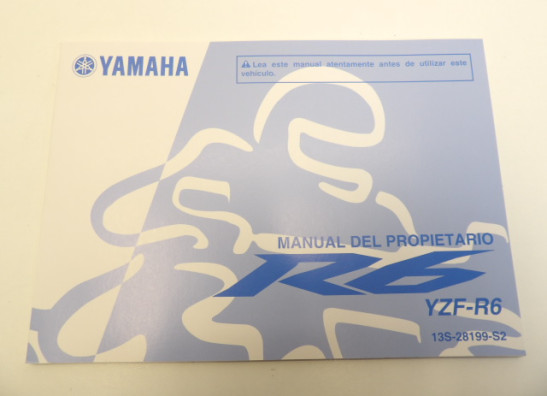 YAMAHA
⚠ Lea este manual atentamente antes de utilizar este
vehículo.
MANUAL DEL PROPIETARIO
R6
YZF-R6
13S-28199-S2